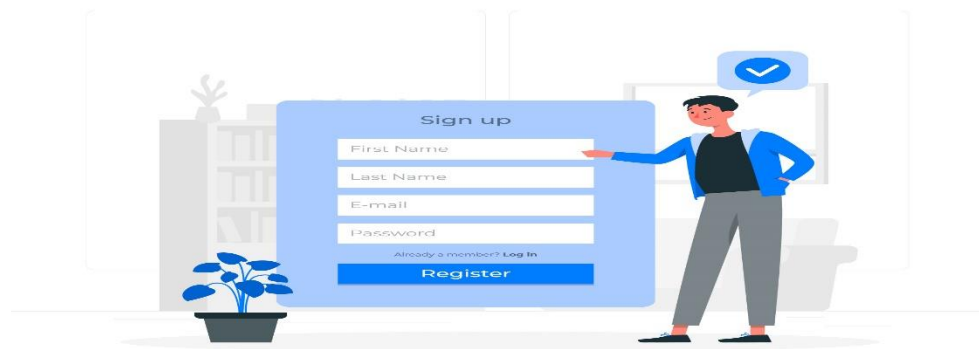 Sign up
First Name
Last Name
E-mail
Password
Already a member? Log in
Register